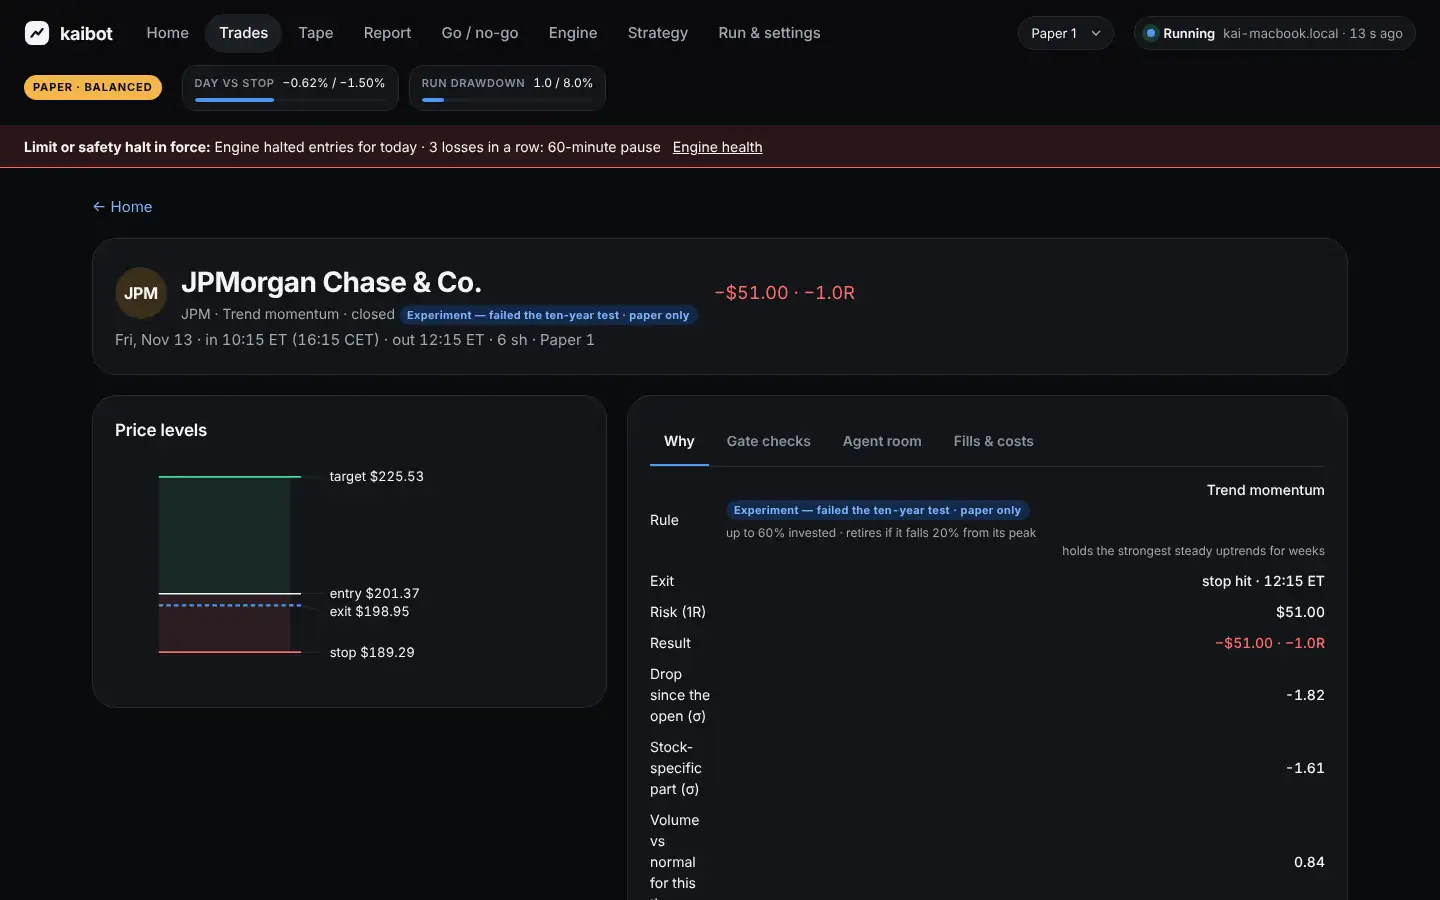 kaibot Home Trades Tape Report Go / no-go Engine Strategy Run & settings Paper 1 Running kai-macbook.local · 13 s ago
PAPER · BALANCED DAY VS STOP −0.62% / −1.50% RUN DRAWDOWN 1.0 / 8.0%
Limit or safety halt in force: Engine halted entries for today · 3 losses in a row: 60-minute pause Engine health
← Home
JPM
JPMorgan Chase & Co.
JPM · Trend momentum · closed Experiment — failed the ten-year test · paper only
−$51.00 · −1.0R
Fri, Nov 13 · in 10:15 ET (16:15 CET) · out 12:15 ET · 6 sh · Paper 1
Price levels
target $225.53
entry $201.37
exit $198.95
stop $189.29
Why Gate checks Agent room Fills & costs
Rule
Trend momentum
Experiment — failed the ten-year test · paper only
up to 60% invested · retires if it falls 20% from its peak
holds the strongest steady uptrends for weeks
Exit stop hit · 12:15 ET
Risk (1R) $51.00
Result −$51.00 · −1.0R
Drop
since the
open (σ)
-1.82
Stock-
specific
part (σ)
-1.61
Volume
vs
normal
for this
0.84